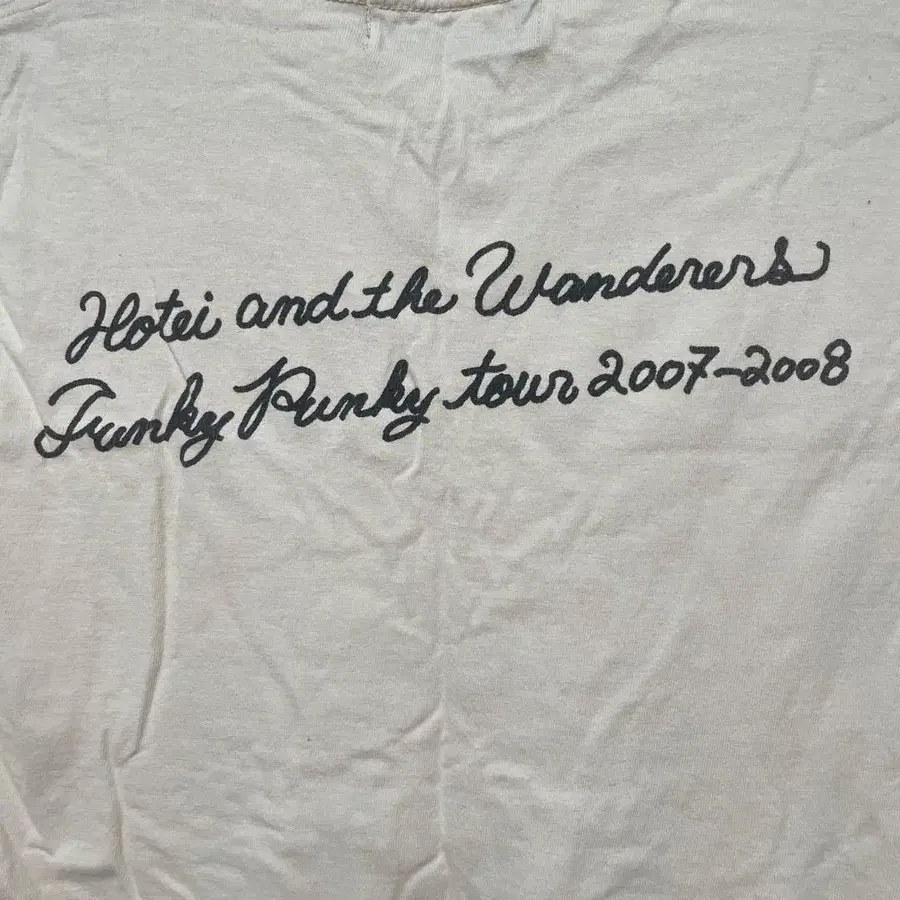 Hotei and the Wanderers
Funky Punky tour 2007-2008